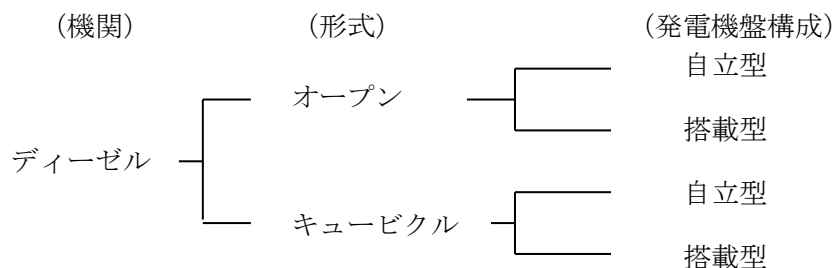 （機関） （形式） （発電機盤構成）
自立型
オープン
搭載型
ディーゼル
自立型
キュービクル
搭載型